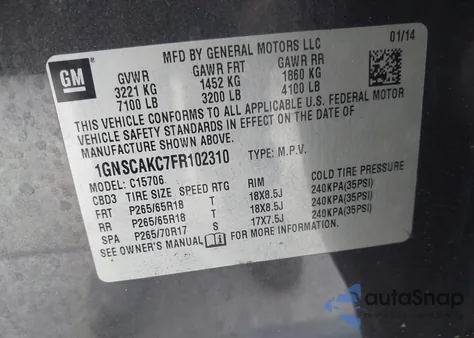 MFD BY GENERAL MOTORS LLC 01/14
GM
GVWR GAWR FRT GAWR RR
3221 KG 1452 KG 1860 KG
7100 LB 3200 LB 4100 LB
THIS VEHICLE CONFORMS TO ALL APPLICABLE U.S. FEDERAL MOTOR
VEHICLE SAFETY STANDARDS IN EFFECT ON THE DATE OF
MANUFACTURE SHOWN ABOVE.
1GNSCAKC7FR102310 TYPE: M.P.V.
MODEL: C15706
CBD3 TIRE SIZE SPEED RTG RIM COLD TIRE PRESSURE
FRT P265/65R18 T 18X8.5J 240KPA(35PSI)
RR P265/65R18 T 18X8.5J 240KPA(35PSI)
SPA P265/70R17 S 17X7.5J 240KPA(35PSI)
SEE OWNER'S MANUAL FOR MORE INFORMATION.
autoSnap